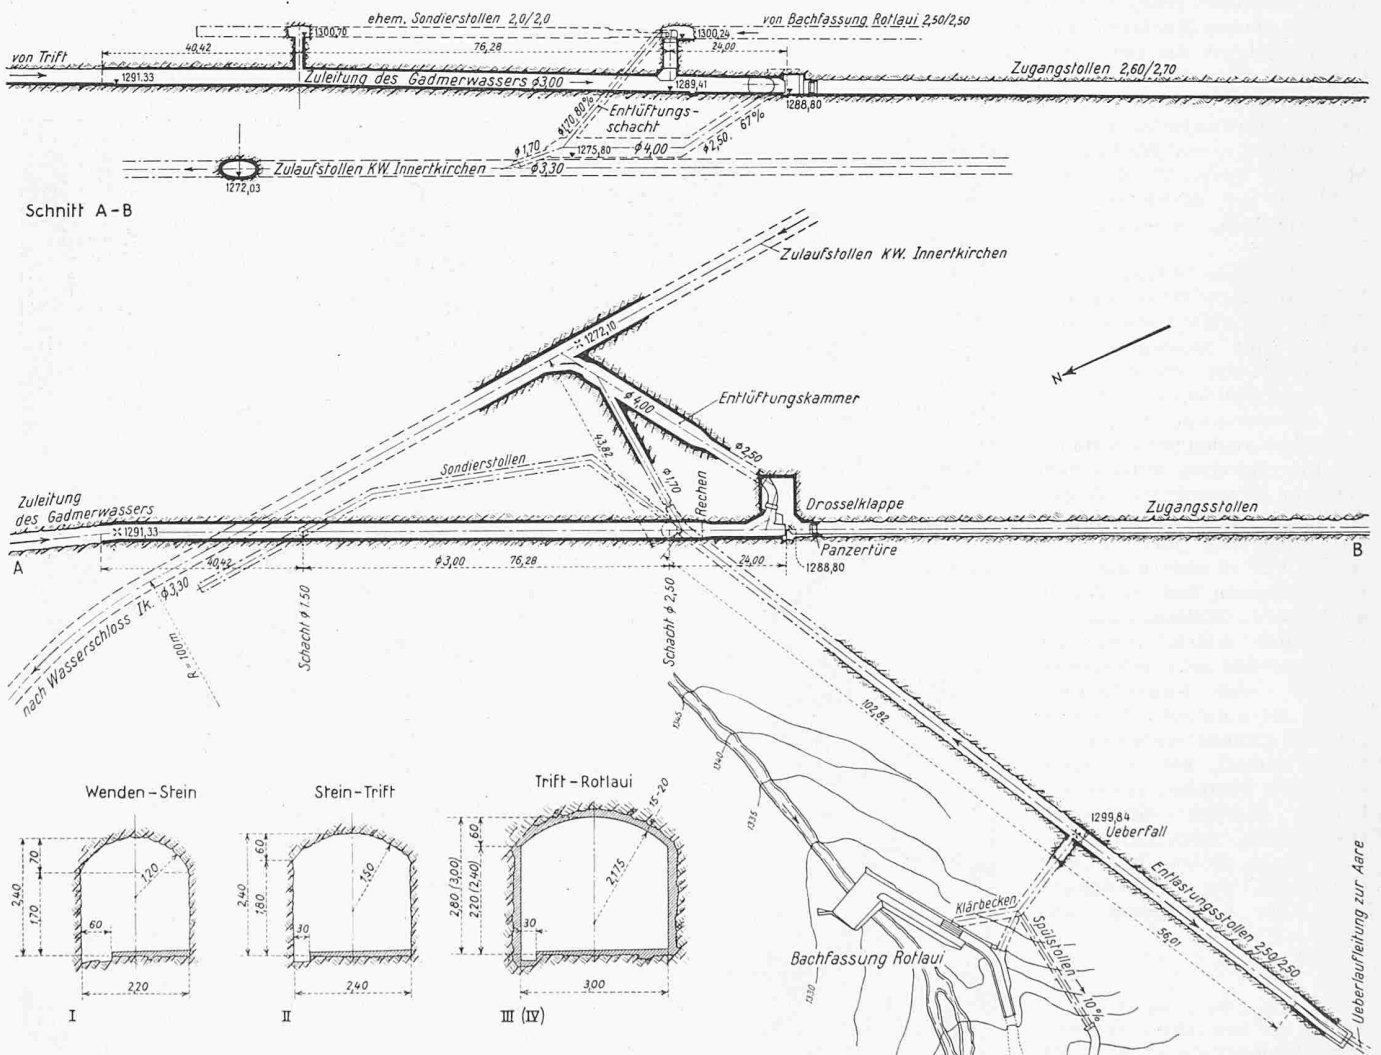 ehem. Sondierstollen 2,0/2,0
von Bachfassung Rotlaui 2,50/2,50
1300,70
1300,24
40,42
76,28
24,00
von Trift
1291.33
Zuleitung des Gadmerwassers ϕ3,00
1289,41
1288,80
Zugangstollen 2,60/2,70
ϕ1,70, 80%
Entlüftungs-
schacht
ϕ2,50. 67%
ϕ1,70
1275,80
ϕ4,00
Zulaufstollen KW. Innertkirchen
ϕ3,30
1272,03
Schnitt A-B
Zulaufstollen KW. Innertkirchen
1272,10
N
ϕ4,00
Entlüftungskammer
43,82
ϕ2,50
Sondierstollen
ϕ1,70
Rechen
Drosselklappe
Zuleitung
des Gadmerwassers
Zugangsstollen
1291,33
Panzertüre
A
B
40,42
ϕ3,00
76,28
24,00
1288,80
nach Wasserschloss Ik. ϕ3,30
R=100m
Schacht ϕ 1.50
Schacht ϕ 2,50
102,82
1345
1340
1335
1330
1299,84
Ueberfall
Klärbecken
Spülstollen 10%
Bachfassung Rotlaui
Entlastungsstollen 2,50/2,50
56,01
Ueberlaufleitung zur Aare
Wenden-Stein
2,40
70
1,70
1,20
60
2,20
I
Stein-Trift
2,40
60
1,80
1,50
30
2,40
II
Trift-Rotlaui
15-20
2,80 (3,00)
60
2,20 (2,40)
2,175
30
3,00
III (IV)